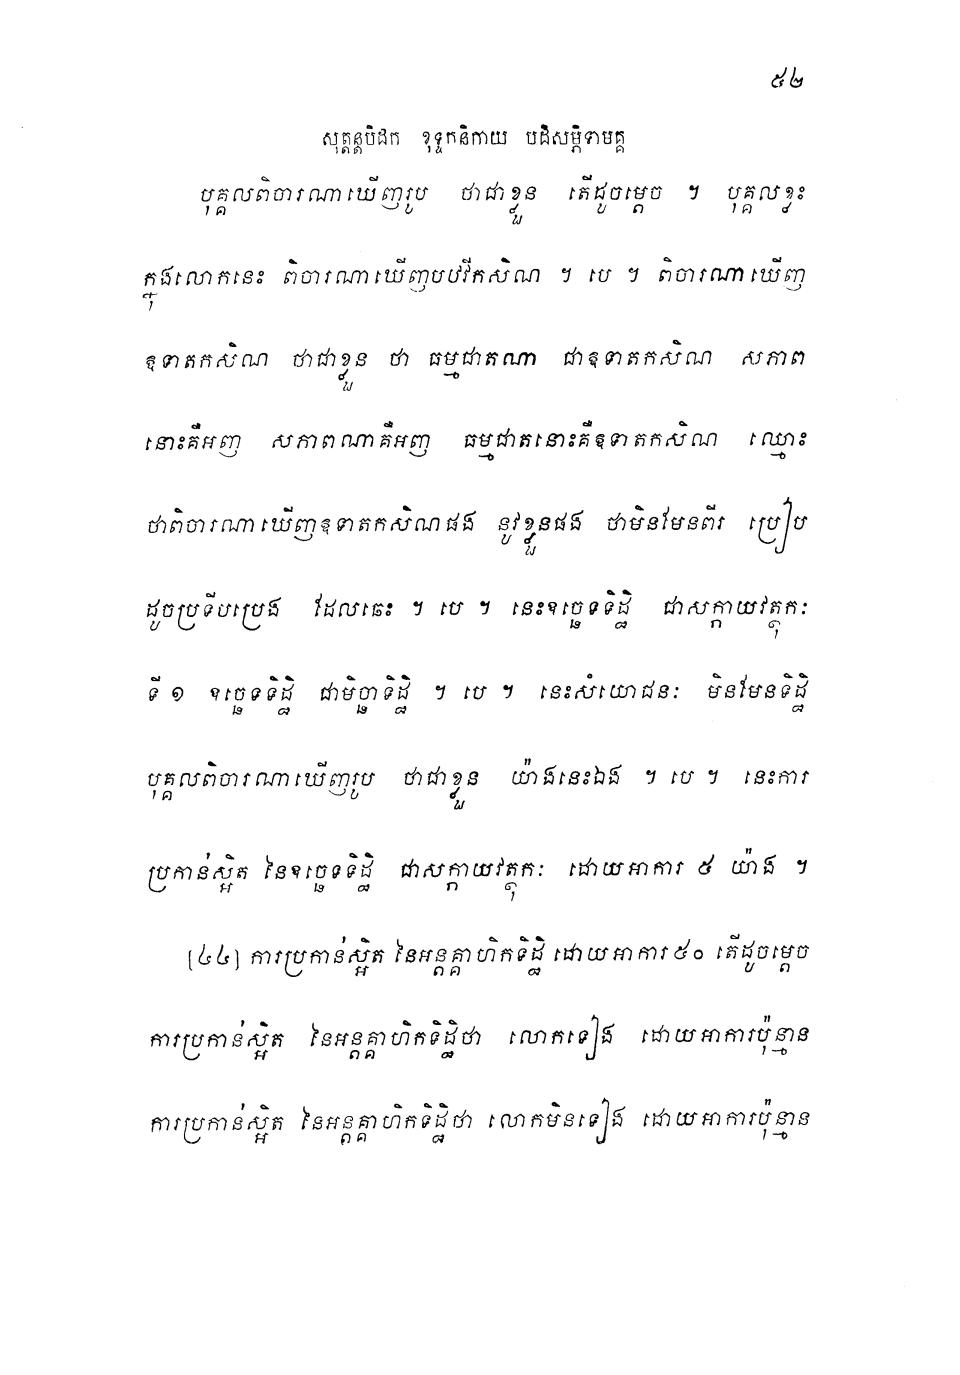 ៥២
សុត្តន្តបិដក ខុទ្ទកនិកាយ បដិសម្ភិទាមគ្គ
បុគ្គលពិចារណាឃើញរូប ថាជាខ្លួន តើដូចម្តេច ។ បុគ្គលខ្លះ
ក្នុងលោកនេះ ពិចារណាឃើញបឋវីកសិណ ។ បេ ។ ពិចារណាឃើញ
ឱទាតកសិណ ថាជាខ្លួន ថា ធម្មជាតណា ជាឱទាតកសិណ សភាព
នោះគឺអញ សភាពណាគឺអញ ធម្មជាតនោះគឺឱទាតកសិណ ឈ្មោះ
ថាពិចារណាឃើញឱទាតកសិណផង នូវខ្លួនផង ថាមិនមែនពីរ ប្រៀប
ដូចប្រទីបប្រេង ដែលឆេះ ។ បេ ។ នេះឧច្ឆេទទិដ្ឋិ ជាសក្កាយវត្ថុកៈ
ទី ១ ឧច្ឆេទទិដ្ឋិ ជាមិច្ឆាទិដ្ឋិ ។ បេ ។ នេះសំយោជនៈ មិនមែនទិដ្ឋិ
បុគ្គលពិចារណាឃើញរូប ថាជាខ្លួន យ៉ាងនេះឯង ។ បេ ។ នេះការ
ប្រកាន់ស្អិត នៃឧច្ឆេទទិដ្ឋិ ជាសក្កាយវត្ថុកៈ ដោយអាការ ៥ យ៉ាង ។
[៤៤] ការប្រកាន់ស្អិត នៃអន្តគ្គាហិកទិដ្ឋិ ដោយអាការ៥០ តើដូចម្តេច
ការប្រកាន់ស្អិត នៃអន្តគ្គាហិកទិដ្ឋិថា លោកទៀង ដោយអាការប៉ុន្មាន
ការប្រកាន់ស្អិត នៃអន្តគ្គាហិកទិដ្ឋិថា លោកមិនទៀង ដោយអាការប៉ុន្មាន